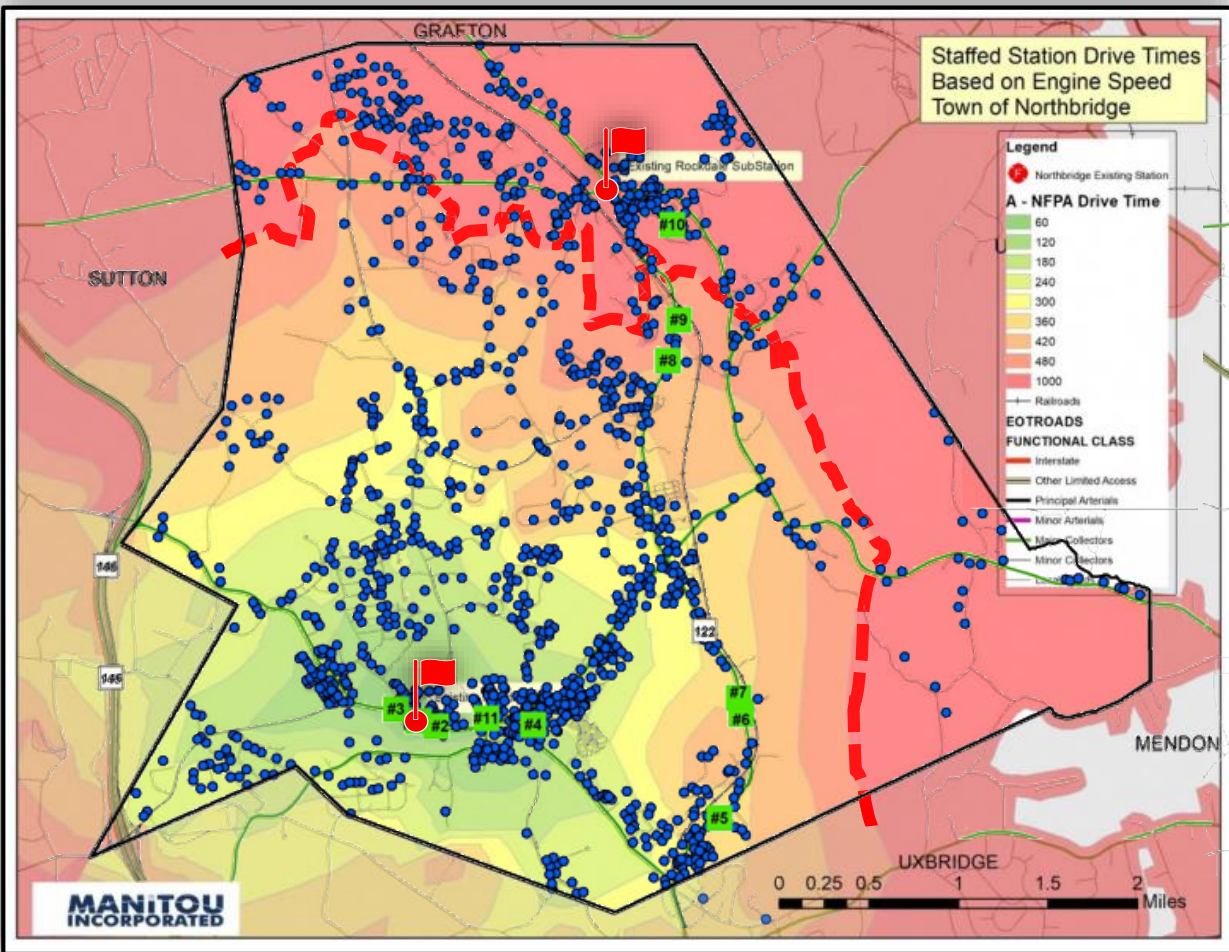 GRAFTON
Staffed Station Drive Times
Based on Engine Speed
Town of Northbridge
Legend
Northbridge Existing Station
A - NFPA Drive Time
60
120
180
240
300
360
420
480
1000
Railroads
EOTROADS
FUNCTIONAL CLASS
Interstate
Other Limited Access
Principal Arterials
Minor Arterials
Major Collectors
Minor Collectors
Existing Rockdale SubStation
#10
SUTTON
#9
#8
146
122
146
#7
#3
#2
#11
#4
#6
MENDON
#5
UXBRIDGE
0 0.25 0.5 1 1.5 2
Miles
MANiTOU
INCORPORATED